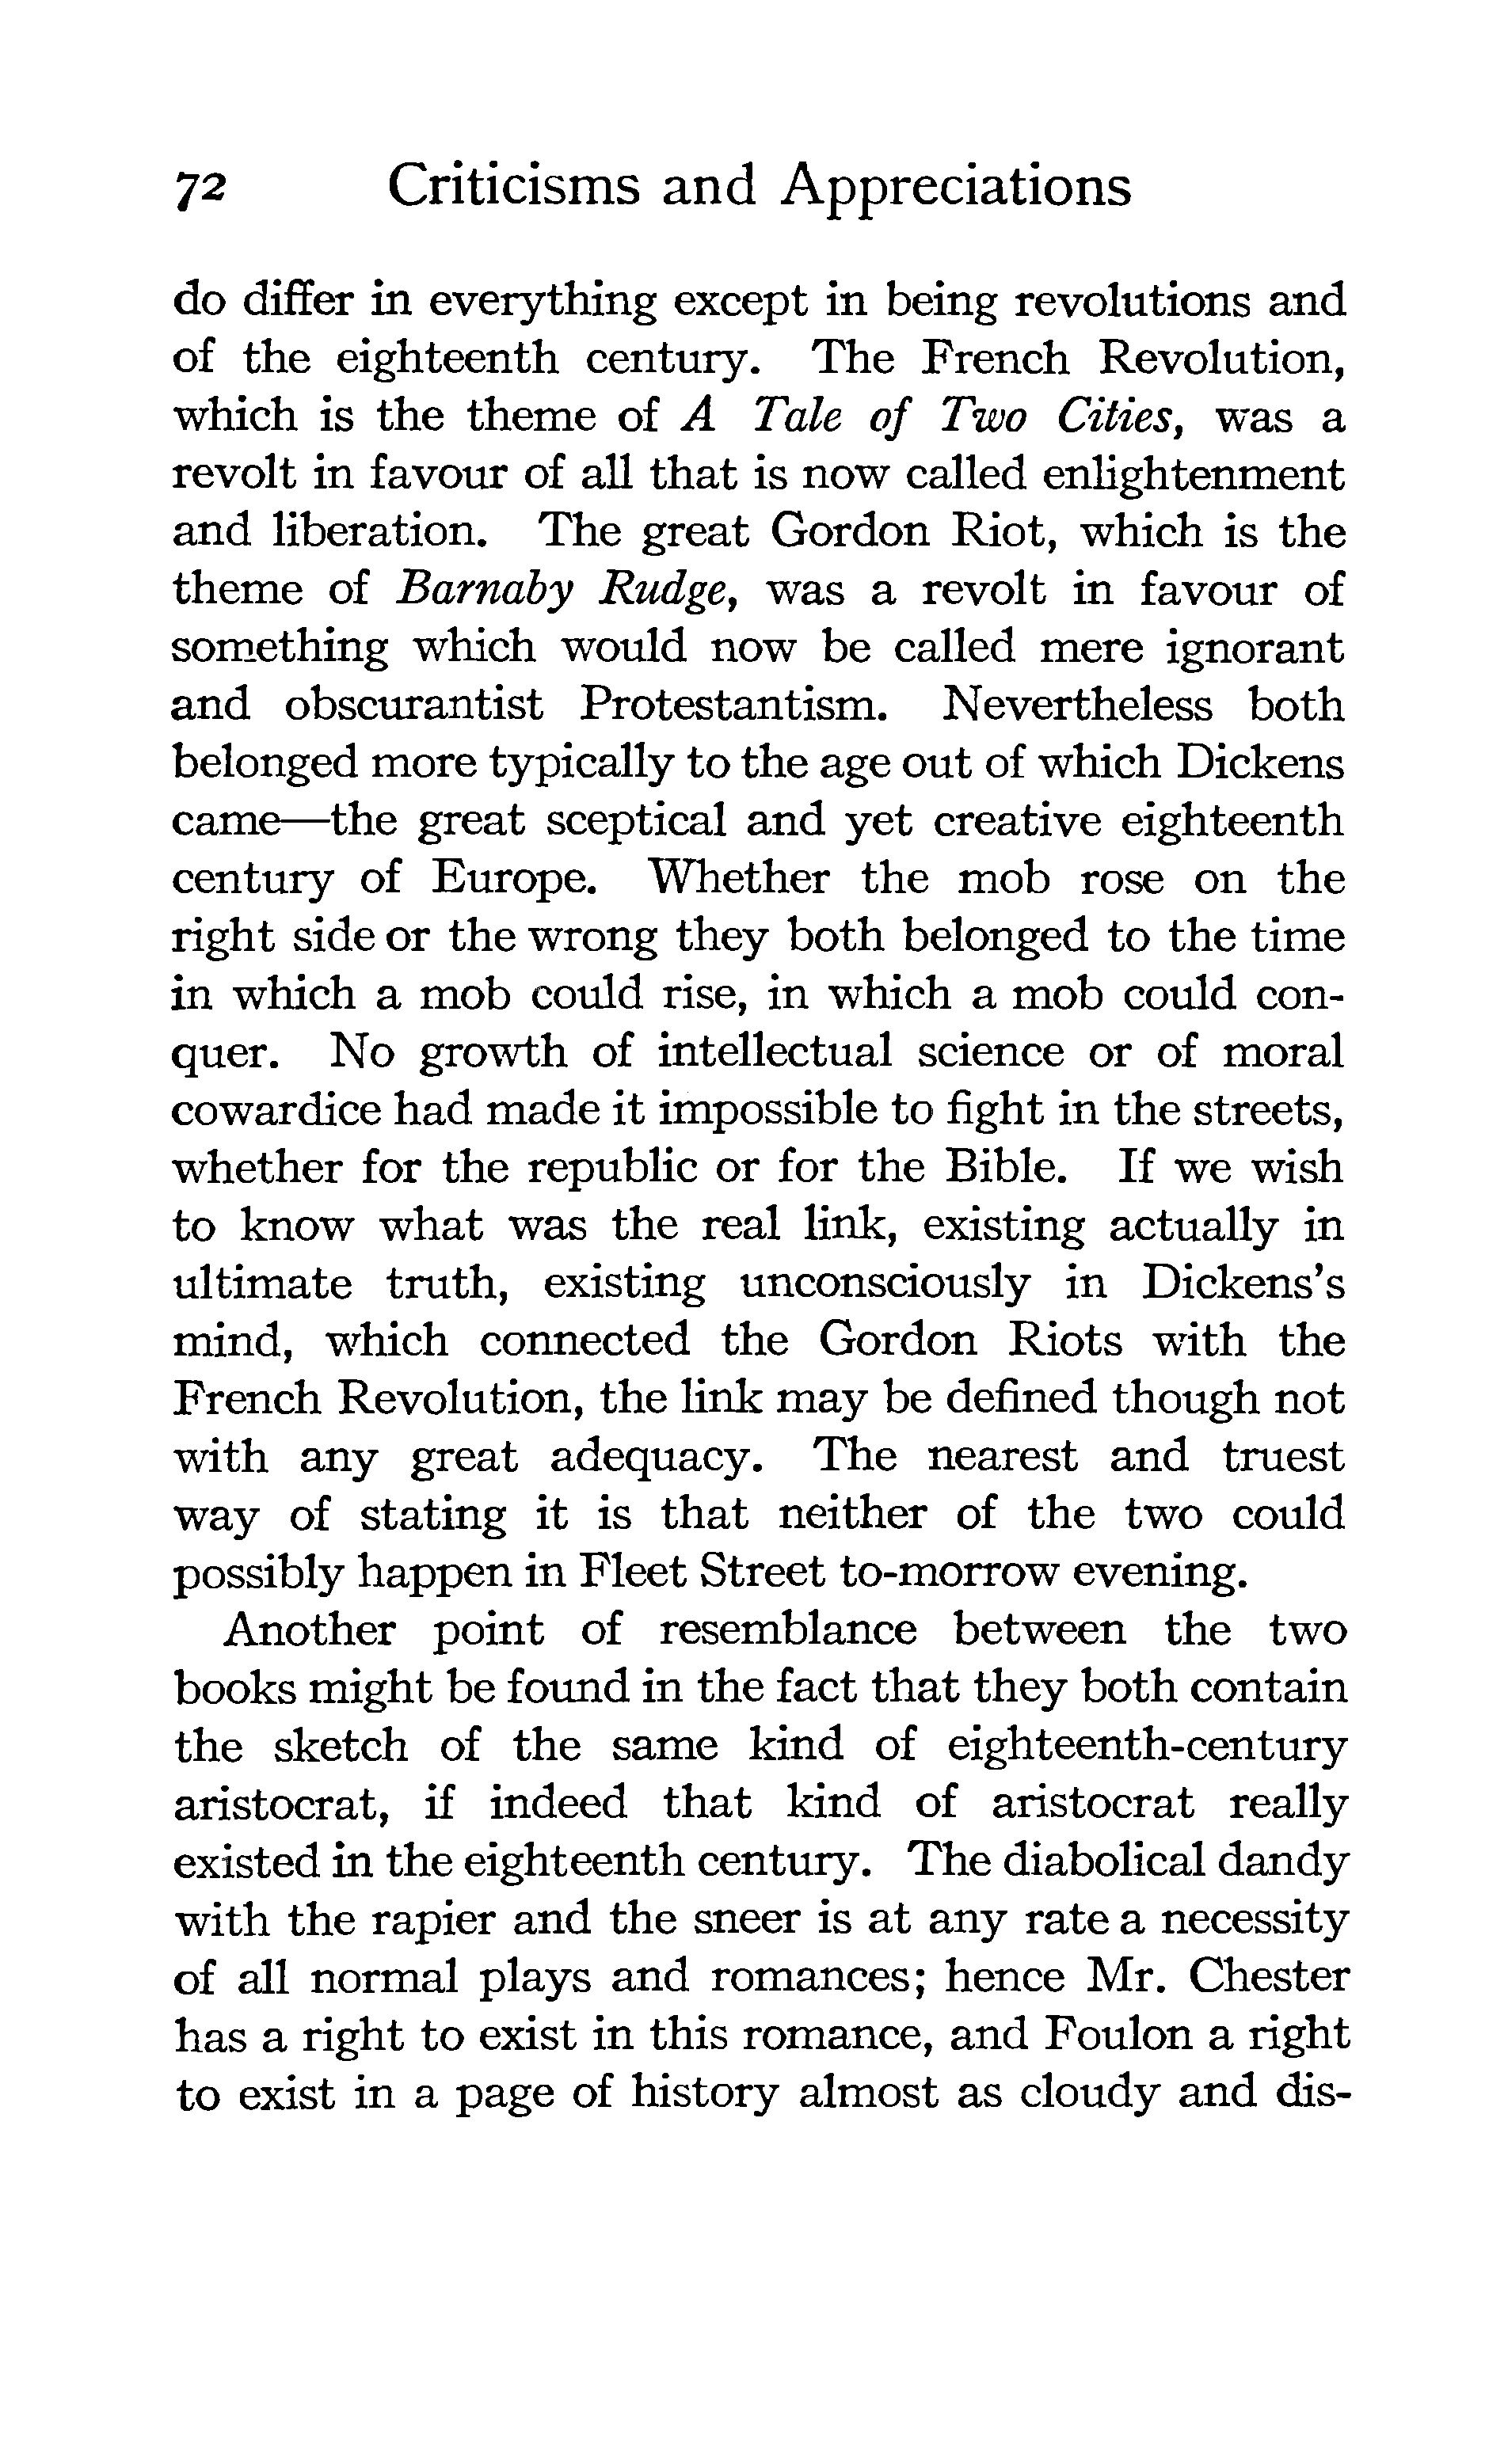 72 Criticisms and Appreciations
do differ in everything except in being revolutions and
of the eighteenth century. The French Revolution,
which is the theme of A Tale of Two Cities, was a
revolt in favour of all that is now called enlightenment
and liberation. The great Gordon Riot, which is the
theme of Barnaby Rudge, was a revolt in favour of
something which would now be called mere ignorant
and obscurantist Protestantism. Nevertheless both
belonged more typically to the age out of which Dickens
came—the great sceptical and yet creative eighteenth
century of Europe. Whether the mob rose on the
right side or the wrong they both belonged to the time
in which a mob could rise, in which a mob could con-
quer. No growth of intellectual science or of moral
cowardice had made it impossible to fight in the streets,
whether for the republic or for the Bible. If we wish
to know what was the real link, existing actually in
ultimate truth, existing unconsciously in Dickens's
mind, which connected the Gordon Riots with the
French Revolution, the link may be defined though not
with any great adequacy. The nearest and truest
way of stating it is that neither of the two could
possibly happen in Fleet Street to-morrow evening.
Another point of resemblance between the two
books might be found in the fact that they both contain
the sketch of the same kind of eighteenth-century
aristocrat, if indeed that kind of aristocrat really
existed in the eighteenth century. The diabolical dandy
with the rapier and the sneer is at any rate a necessity
of all normal plays and romances; hence Mr. Chester
has a right to exist in this romance, and Foulon a right
to exist in a page of history almost as cloudy and dis-